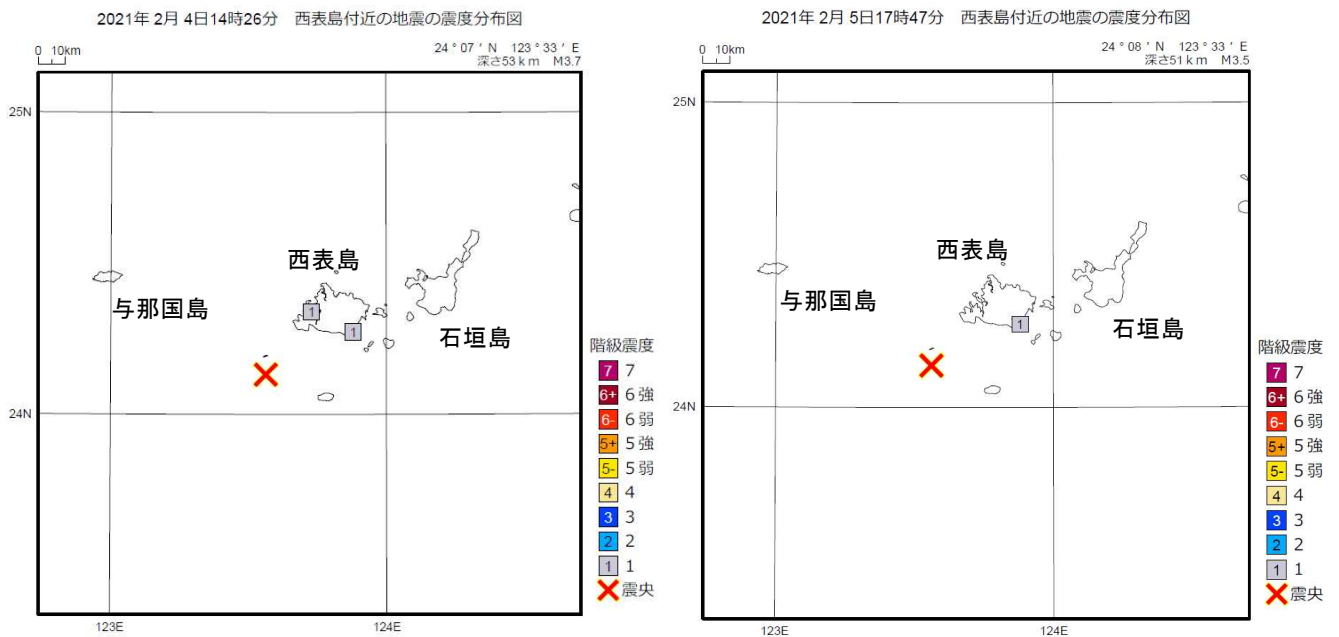 2021年 2月 4日14時26分 西表島付近の地震の震度分布図
0 10km
24 ° 07 ′ N 123 ° 33 ′ E
深さ53 k m M3.7
25N
西表島
与那国島
1
1
石垣島
24N
階級震度
7 7
6+ 6強
6- 6弱
5+ 5強
5- 5弱
4 4
3 3
2 2
1 1
震央
123E
124E
2021年 2月 5日17時47分 西表島付近の地震の震度分布図
0 10km
24 ° 08 ′ N 123 ° 33 ′ E
深さ51 k m M3.5
25N
西表島
与那国島
1
石垣島
24N
階級震度
7 7
6+ 6強
6- 6弱
5+ 5強
5- 5弱
4 4
3 3
2 2
1 1
震央
123E
124E